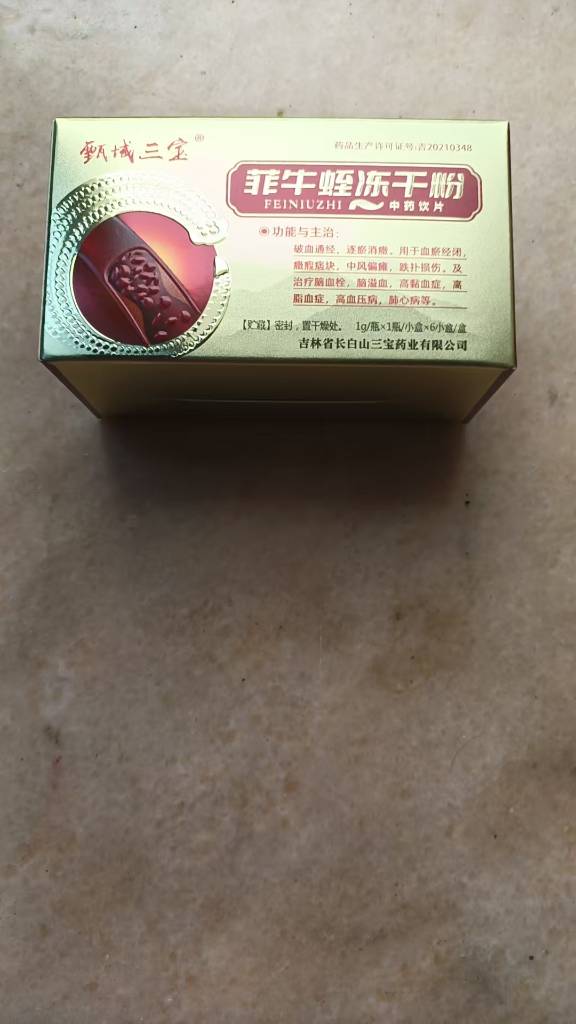 甄域三宝®
药品生产许可证号:吉20210348
菲牛蛭冻干粉
FEINIUZHI 中药饮片
◉功能与主治:
破血通经，逐瘀消癥。用于血瘀经闭，
癥瘕痞块，中风偏瘫，跌扑损伤。及
治疗脑血栓，脑溢血，高黏血症，高
脂血症，高血压病，肺心病等。
【贮藏】密封，置干燥处。 1g/瓶×1瓶/小盒×6小盒/盒
吉林省长白山三宝药业有限公司